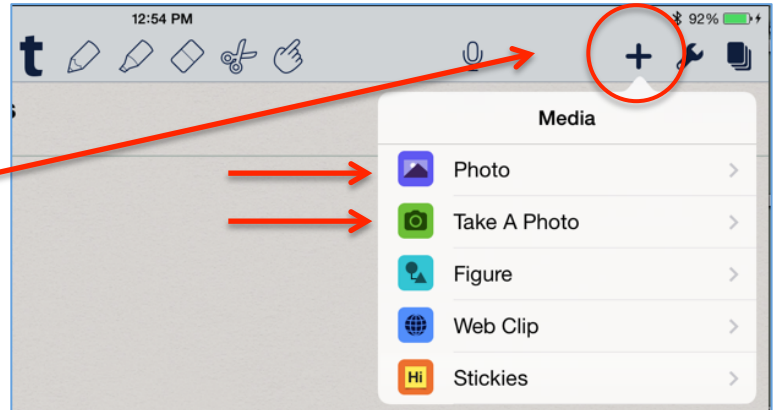 12:54 PM
92%
t
s
Media
Photo
Take A Photo
Figure
Web Clip
Hi
Stickies